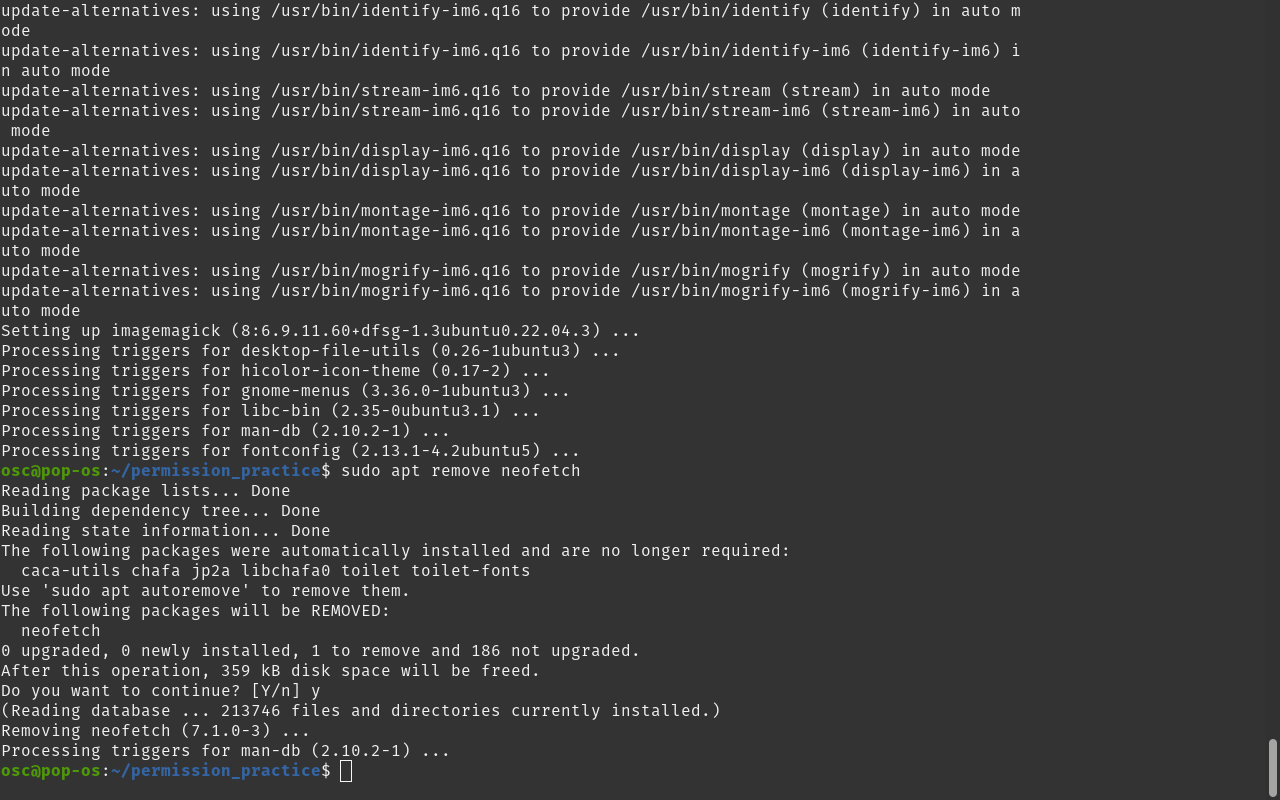 update-alternatives: using /usr/bin/identify-im6.q16 to provide /usr/bin/identify (identify) in auto m
ode
update-alternatives: using /usr/bin/identify-im6.q16 to provide /usr/bin/identify-im6 (identify-im6) i
n auto mode
update-alternatives: using /usr/bin/stream-im6.q16 to provide /usr/bin/stream (stream) in auto mode
update-alternatives: using /usr/bin/stream-im6.q16 to provide /usr/bin/stream-im6 (stream-im6) in auto
 mode
update-alternatives: using /usr/bin/display-im6.q16 to provide /usr/bin/display (display) in auto mode
update-alternatives: using /usr/bin/display-im6.q16 to provide /usr/bin/display-im6 (display-im6) in a
uto mode
update-alternatives: using /usr/bin/montage-im6.q16 to provide /usr/bin/montage (montage) in auto mode
update-alternatives: using /usr/bin/montage-im6.q16 to provide /usr/bin/montage-im6 (montage-im6) in a
uto mode
update-alternatives: using /usr/bin/mogrify-im6.q16 to provide /usr/bin/mogrify (mogrify) in auto mode
update-alternatives: using /usr/bin/mogrify-im6.q16 to provide /usr/bin/mogrify-im6 (mogrify-im6) in a
uto mode
Setting up imagemagick (8:6.9.11.60+dfsg-1.3ubuntu0.22.04.3) ...
Processing triggers for desktop-file-utils (0.26-1ubuntu3) ...
Processing triggers for hicolor-icon-theme (0.17-2) ...
Processing triggers for gnome-menus (3.36.0-1ubuntu3) ...
Processing triggers for libc-bin (2.35-0ubuntu3.1) ...
Processing triggers for man-db (2.10.2-1) ...
Processing triggers for fontconfig (2.13.1-4.2ubuntu5) ...
osc@pop-os:~/permission_practice$ sudo apt remove neofetch
Reading package lists... Done
Building dependency tree... Done
Reading state information... Done
The following packages were automatically installed and are no longer required:
  caca-utils chafa jp2a libchafa0 toilet toilet-fonts
Use 'sudo apt autoremove' to remove them.
The following packages will be REMOVED:
  neofetch
0 upgraded, 0 newly installed, 1 to remove and 186 not upgraded.
After this operation, 359 kB disk space will be freed.
Do you want to continue? [Y/n] y
(Reading database ... 213746 files and directories currently installed.)
Removing neofetch (7.1.0-3) ...
Processing triggers for man-db (2.10.2-1) ...
osc@pop-os:~/permission_practice$